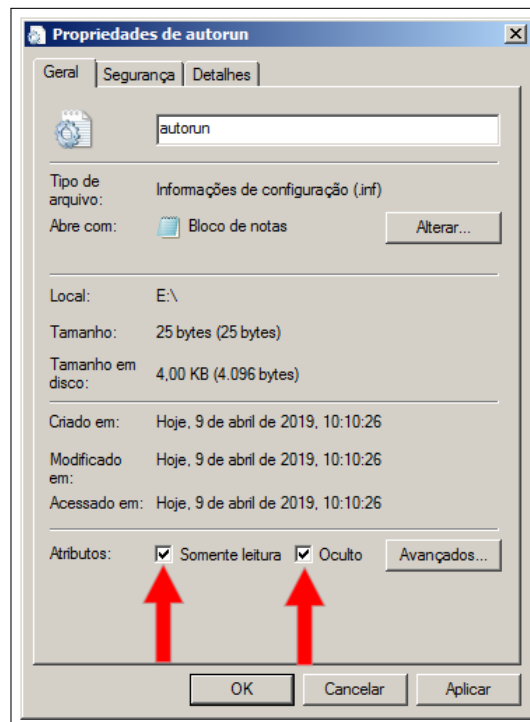 Propriedades de autorun
Geral Segurança Detalhes
autorun
Tipo de
arquivo:
Informações de configuração (.inf)
Abre com: Bloco de notas Alterar...
Local: E:\
Tamanho: 25 bytes (25 bytes)
Tamanho em
disco:
4,00 KB (4.096 bytes)
Criado em: Hoje, 9 de abril de 2019, 10:10:26
Modificado
em:
Hoje, 9 de abril de 2019, 10:10:26
Acessado em: Hoje, 9 de abril de 2019, 10:10:26
Atributos: Somente leitura Oculto Avançados...
OK Cancelar Aplicar